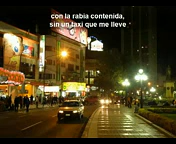 con la rabia contenida,
sin un taxi que me lleve